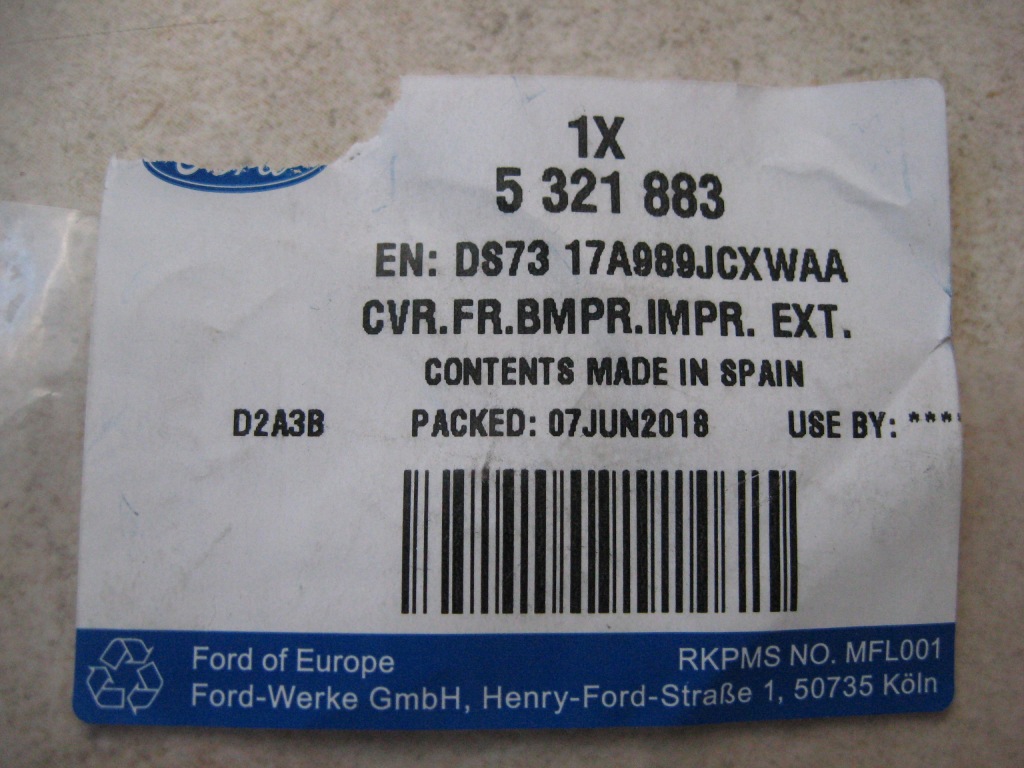 1X
5 321 883
EN: DS73 17A989JCXWAA
CVR.FR.BMPR.IMPR. EXT.
CONTENTS MADE IN SPAIN
D2A3B PACKED: 07JUN2018 USE BY: ****
Ford of Europe RKPMS NO. MFL001
Ford-Werke GmbH, Henry-Ford-Straße 1, 50735 Köln